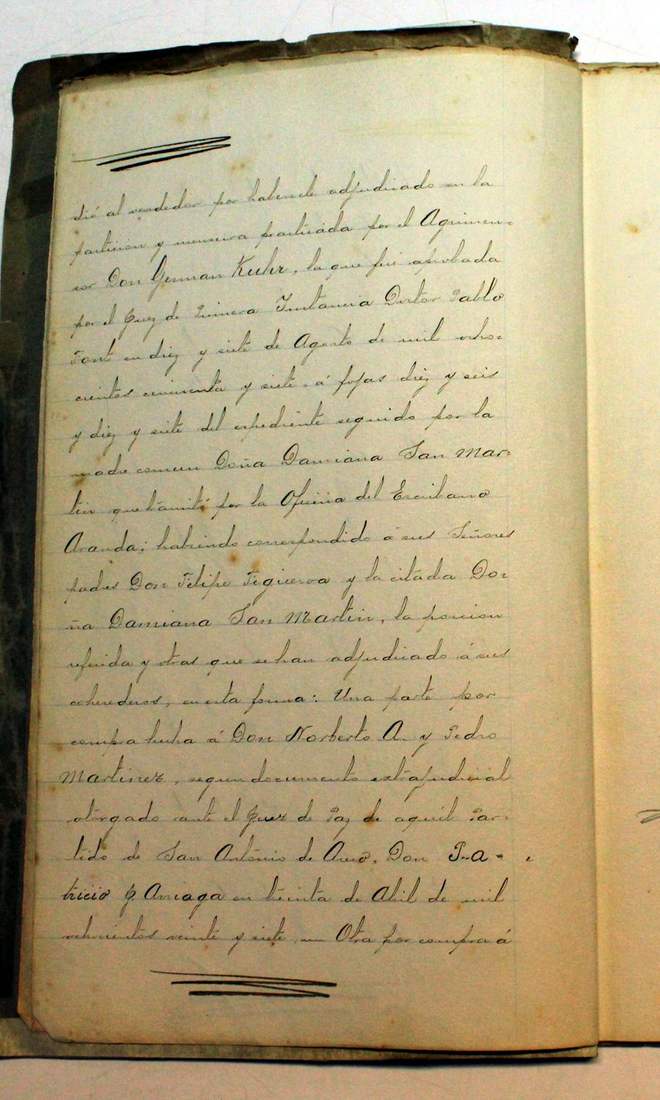 dió al vendedor por habersele adjudicado en la
particion y mensura practicada por el Agrimen-
sor Don German Kuhr, la que fué aprobada
por el Juez de Primera Instancia Doctor Pablo
Font en diez y siete de Agosto de mil ocho-
cientos cincuenta y siete á fojas diez y seis
y diez y siete del espediente seguido por la
madre comun Doña Damiana San Mar-
tin que tramitó por la Oficina del Escribano
Aranda; habiendo correspondido á sus Señores
padres Don Felipe Figueroa y la citada Do-
ña Damiana San Martin, la porcion
referida y otras que se han adjudicado á sus
coherederos, en esta forma: Una parte por
compra hecha á Don Norberto A. y Pedro
Martinez, segun documento extrajudicial
otorgado ante el Juez de Paz de aquel Par-
tido de San Antonio de Areco, Don Pa-
tricio J. Arriaga en treinta de Abril de mil
ochocientos veinte y siete Otra por compra á